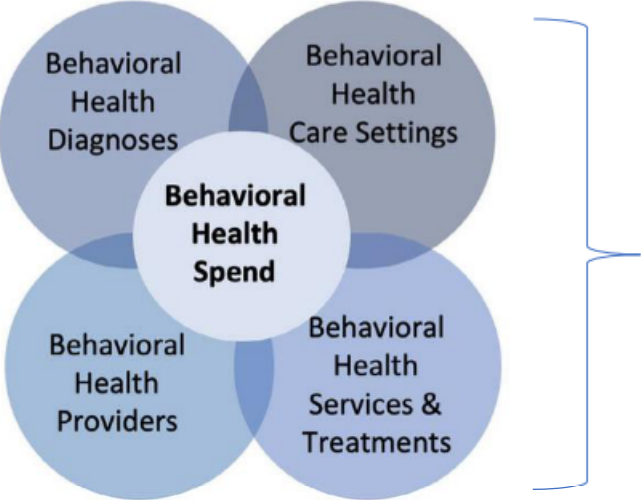 Behavioral
Health
Diagnoses
Behavioral
Health
Care Settings
Behavioral
Health
Spend
Behavioral
Health
Providers
Behavioral
Health
Services &
Treatments